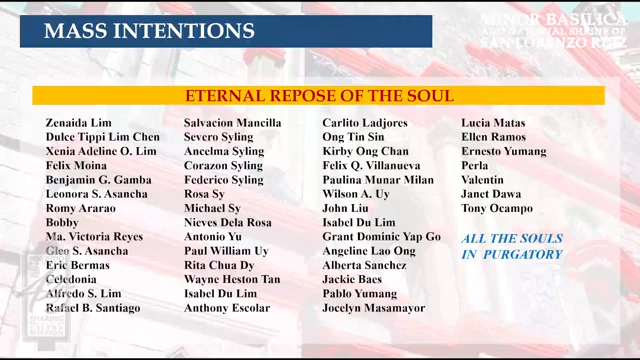 MASS INTENTIONS
MINOR BASILICA
AND NATIONAL SHRINE OF
SAN LORENZO RUIZ
ETERNAL REPOSE OF THE SOUL
Zenaida Lim
Dulce Tippi Lim Chen
Xenia Adeline O. Lim
Felix Moina
Benjamin G. Gamba
Leonora S. Asancha
Romy Ararao
Bobby
Ma. Victoria Reyes
Gleo S. Asancha
Eric Bermas
Celedonia
Alfredo S. Lim
Rafael B. Santiago
Salvacion Mancilla
Severo Syling
Ancelma Syling
Corazon Syling
Federico Syling
Rosa Sy
Michael Sy
Nieves Dela Rosa
Antonio Yu
Paul William Uy
Rita Chua Dy
Wayne Heston Tan
Isabel Du Lim
Anthony Escolar
Carlito Ladjores
Ong Tin Sin
Kirby Ong Chan
Felix Q. Villanueva
Paulina Munar Milan
Wilson A. Uy
John Liu
Isabel Du Lim
Grant Dominic Yap Go
Angeline Lao Ong
Alberta Sanchez
Jackie Baes
Pablo Yumang
Jocelyn Masamayor
Lucia Matas
Ellen Ramos
Ernesto Yumang
Perla
Valentin
Janet Dawa
Tony Ocampo
ALL THE SOULS
IN PURGATORY